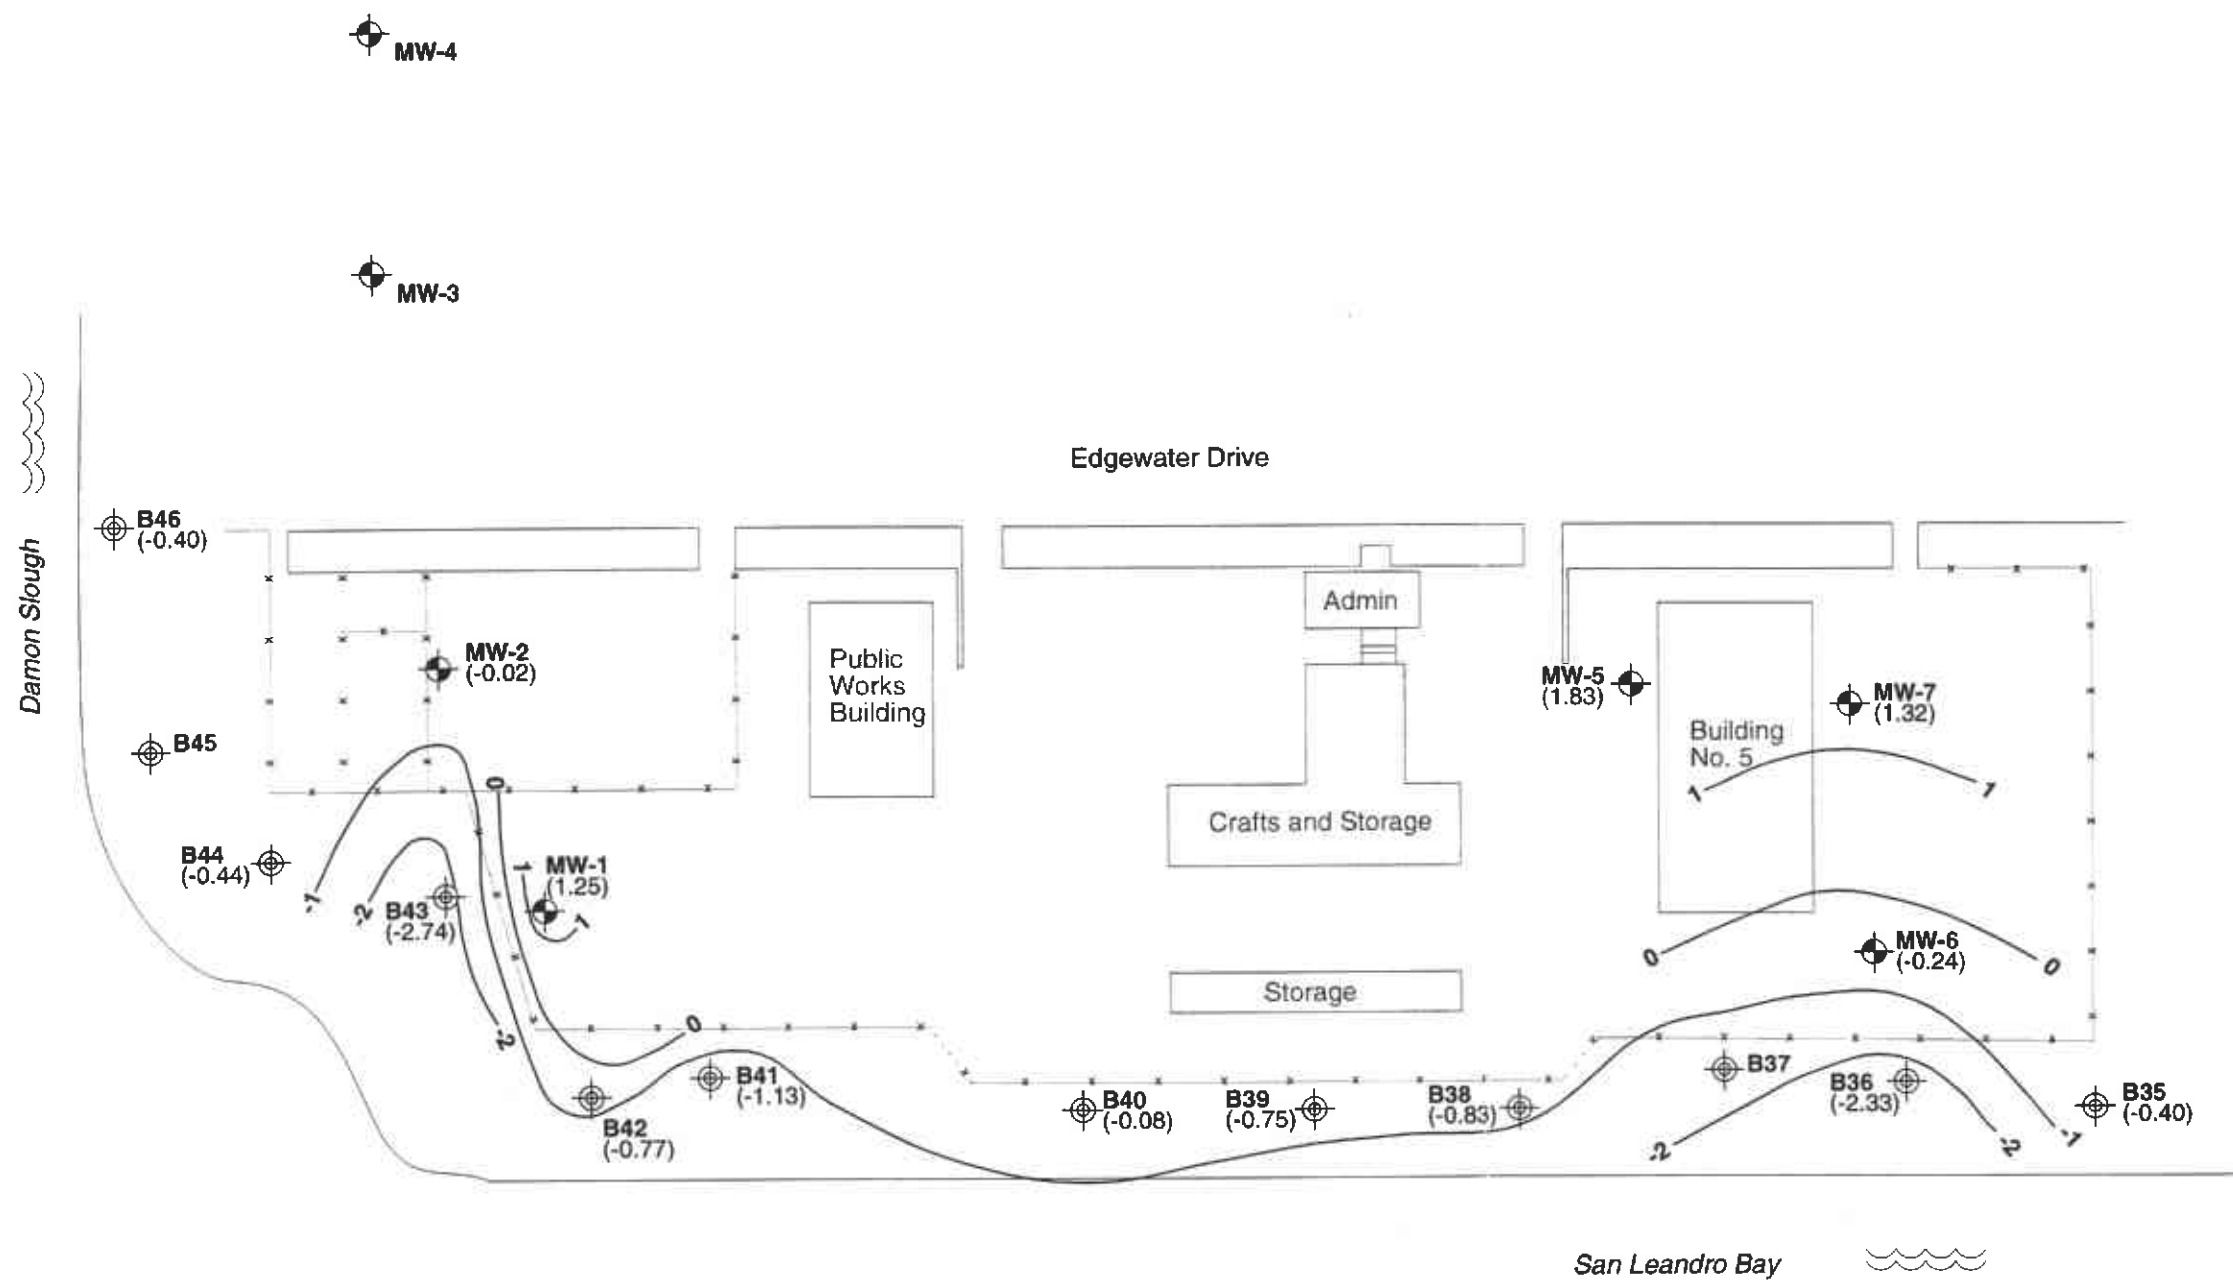 MW-4
MW-3
Edgewater Drive
Damon Slough
B46
(-0.40)
Admin
MW-2
(-0.02)
Public
Works
Building
MW-5
(1.83)
MW-7
(1.32)
Building
No. 5
B45
0
1
1
Crafts and Storage
B44
(-0.44)
1
MW-1
(1.25)
-1
-2
B43
(-2.74)
1
0
MW-6
(-0.24)
0
Storage
-2
0
B41
(-1.13)
B42
(-0.77)
B40
(-0.08)
B39
(-0.75)
B38
(-0.83)
B37
B36
(-2.33)
B35
(-0.40)
-2
-2
-1
San Leandro Bay